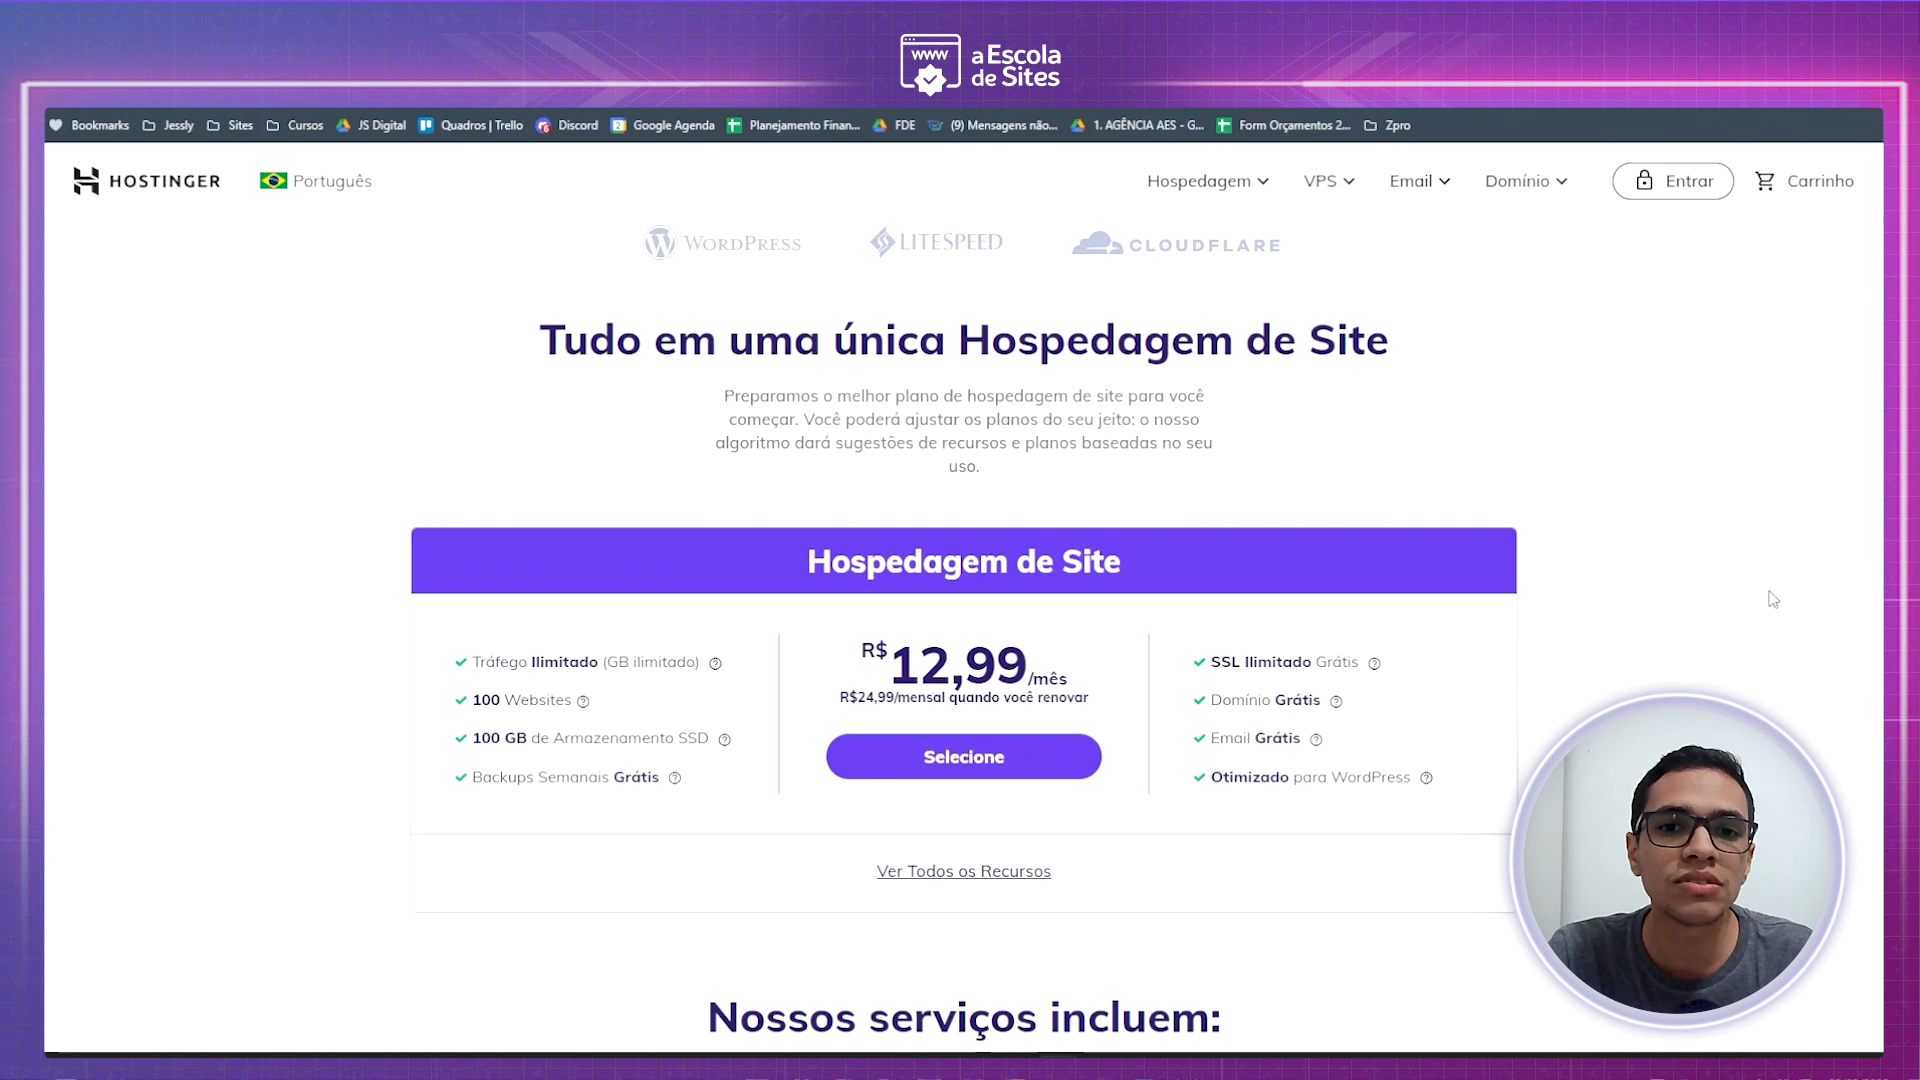 www
a Escola
de Sites
Bookmarks Jessly Sites Cursos JS Digital Quadros | Trello Discord Google Agenda Planejamento Finan... FDE (9) Mensagens não... 1. AGÊNCIA AES - G... Form Orçamentos 2... Zpro
HOSTINGER Português Hospedagem VPS Email Domínio Entrar Carrinho
WORDPRESS LITESPEED CLOUDFLARE
Tudo em uma única Hospedagem de Site
Preparamos o melhor plano de hospedagem de site para você
começar. Você poderá ajustar os planos do seu jeito: o nosso
algoritmo dará sugestões de recursos e planos baseadas no seu
uso.
Hospedagem de Site
Tráfego Ilimitado (GB ilimitado)
100 Websites
100 GB de Armazenamento SSD
Backups Semanais Grátis
R$ 12,99 /mês
R$24,99/mensal quando você renovar
Selecione
SSL Ilimitado Grátis
Domínio Grátis
Email Grátis
Otimizado para WordPress
Ver Todos os Recursos
Nossos serviços incluem: